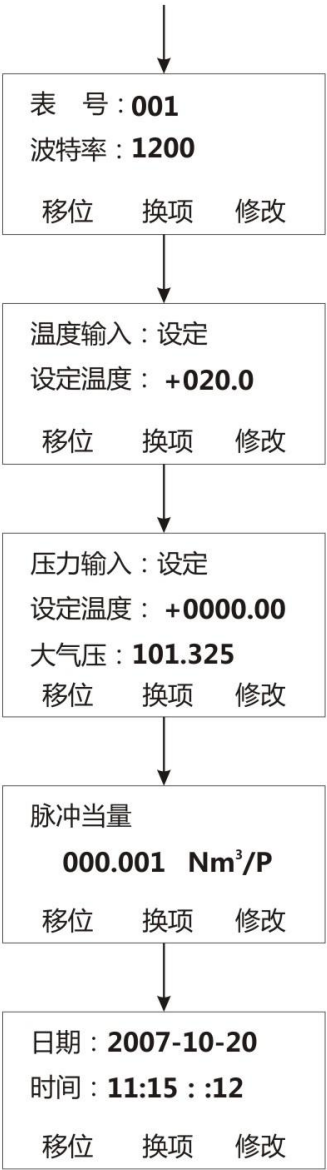 表 号：001
波特率：1200
移位 换项 修改
温度输入：设定
设定温度： +020.0
移位 换项 修改
压力输入：设定
设定温度： +0000.00
大气压：101.325
移位 换项 修改
脉冲当量
000.001 Nm³/P
移位 换项 修改
日期：2007-10-20
时间：11:15：:12
移位 换项 修改